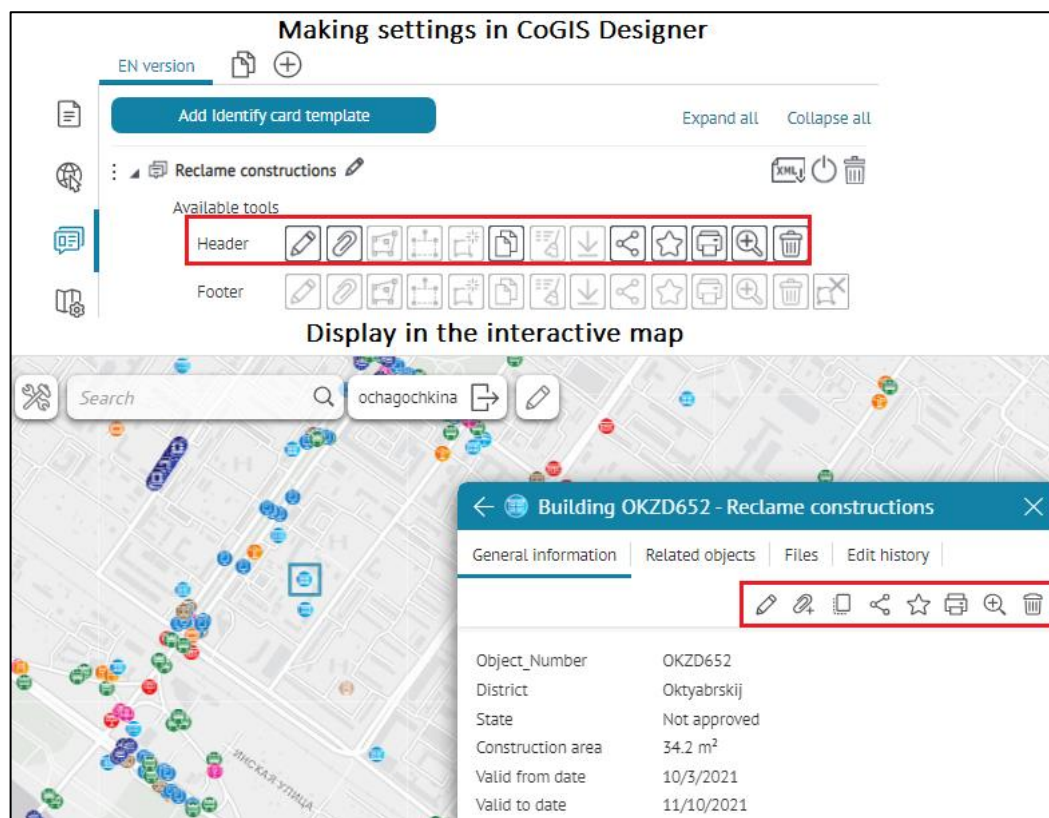 Making settings in CoGIS Designer
EN version
Add Identify card template
Expand all
Collapse all
Reclame constructions
XML
Available tools
Header
Footer
Display in the interactive map
Search
ochagochkina
Building OKZD652 - Reclame constructions
General information
Related objects
Files
Edit history
Object_Number OKZD652
District Oktyabrskij
State Not approved
Construction area 34.2 m²
Valid from date 10/3/2021
Valid to date 11/10/2021
ИНСКАЯ УЛИЦА